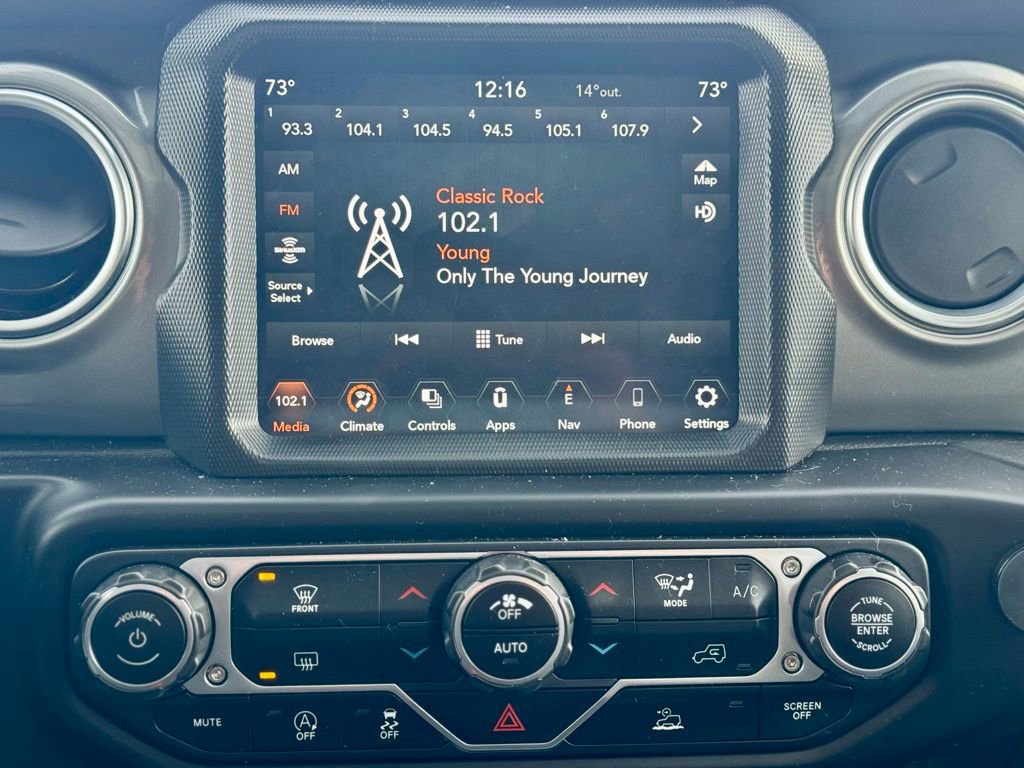 73° 12:16 14°out. 73°
1 93.3 2 104.1 3 104.5 4 94.5 5 105.1 6 107.9
AM
Map
Classic Rock
FM
102.1
HD
Young
SiriusXM
Only The Young Journey
Source
Select
Browse Tune Audio
102.1 E
Media Climate Controls Apps Nav Phone Settings
VOLUME
FRONT
OFF
AUTO
MODE
A/C
TUNE
BROWSE
ENTER
SCROLL
MUTE
A
OFF
OFF
SCREEN
OFF